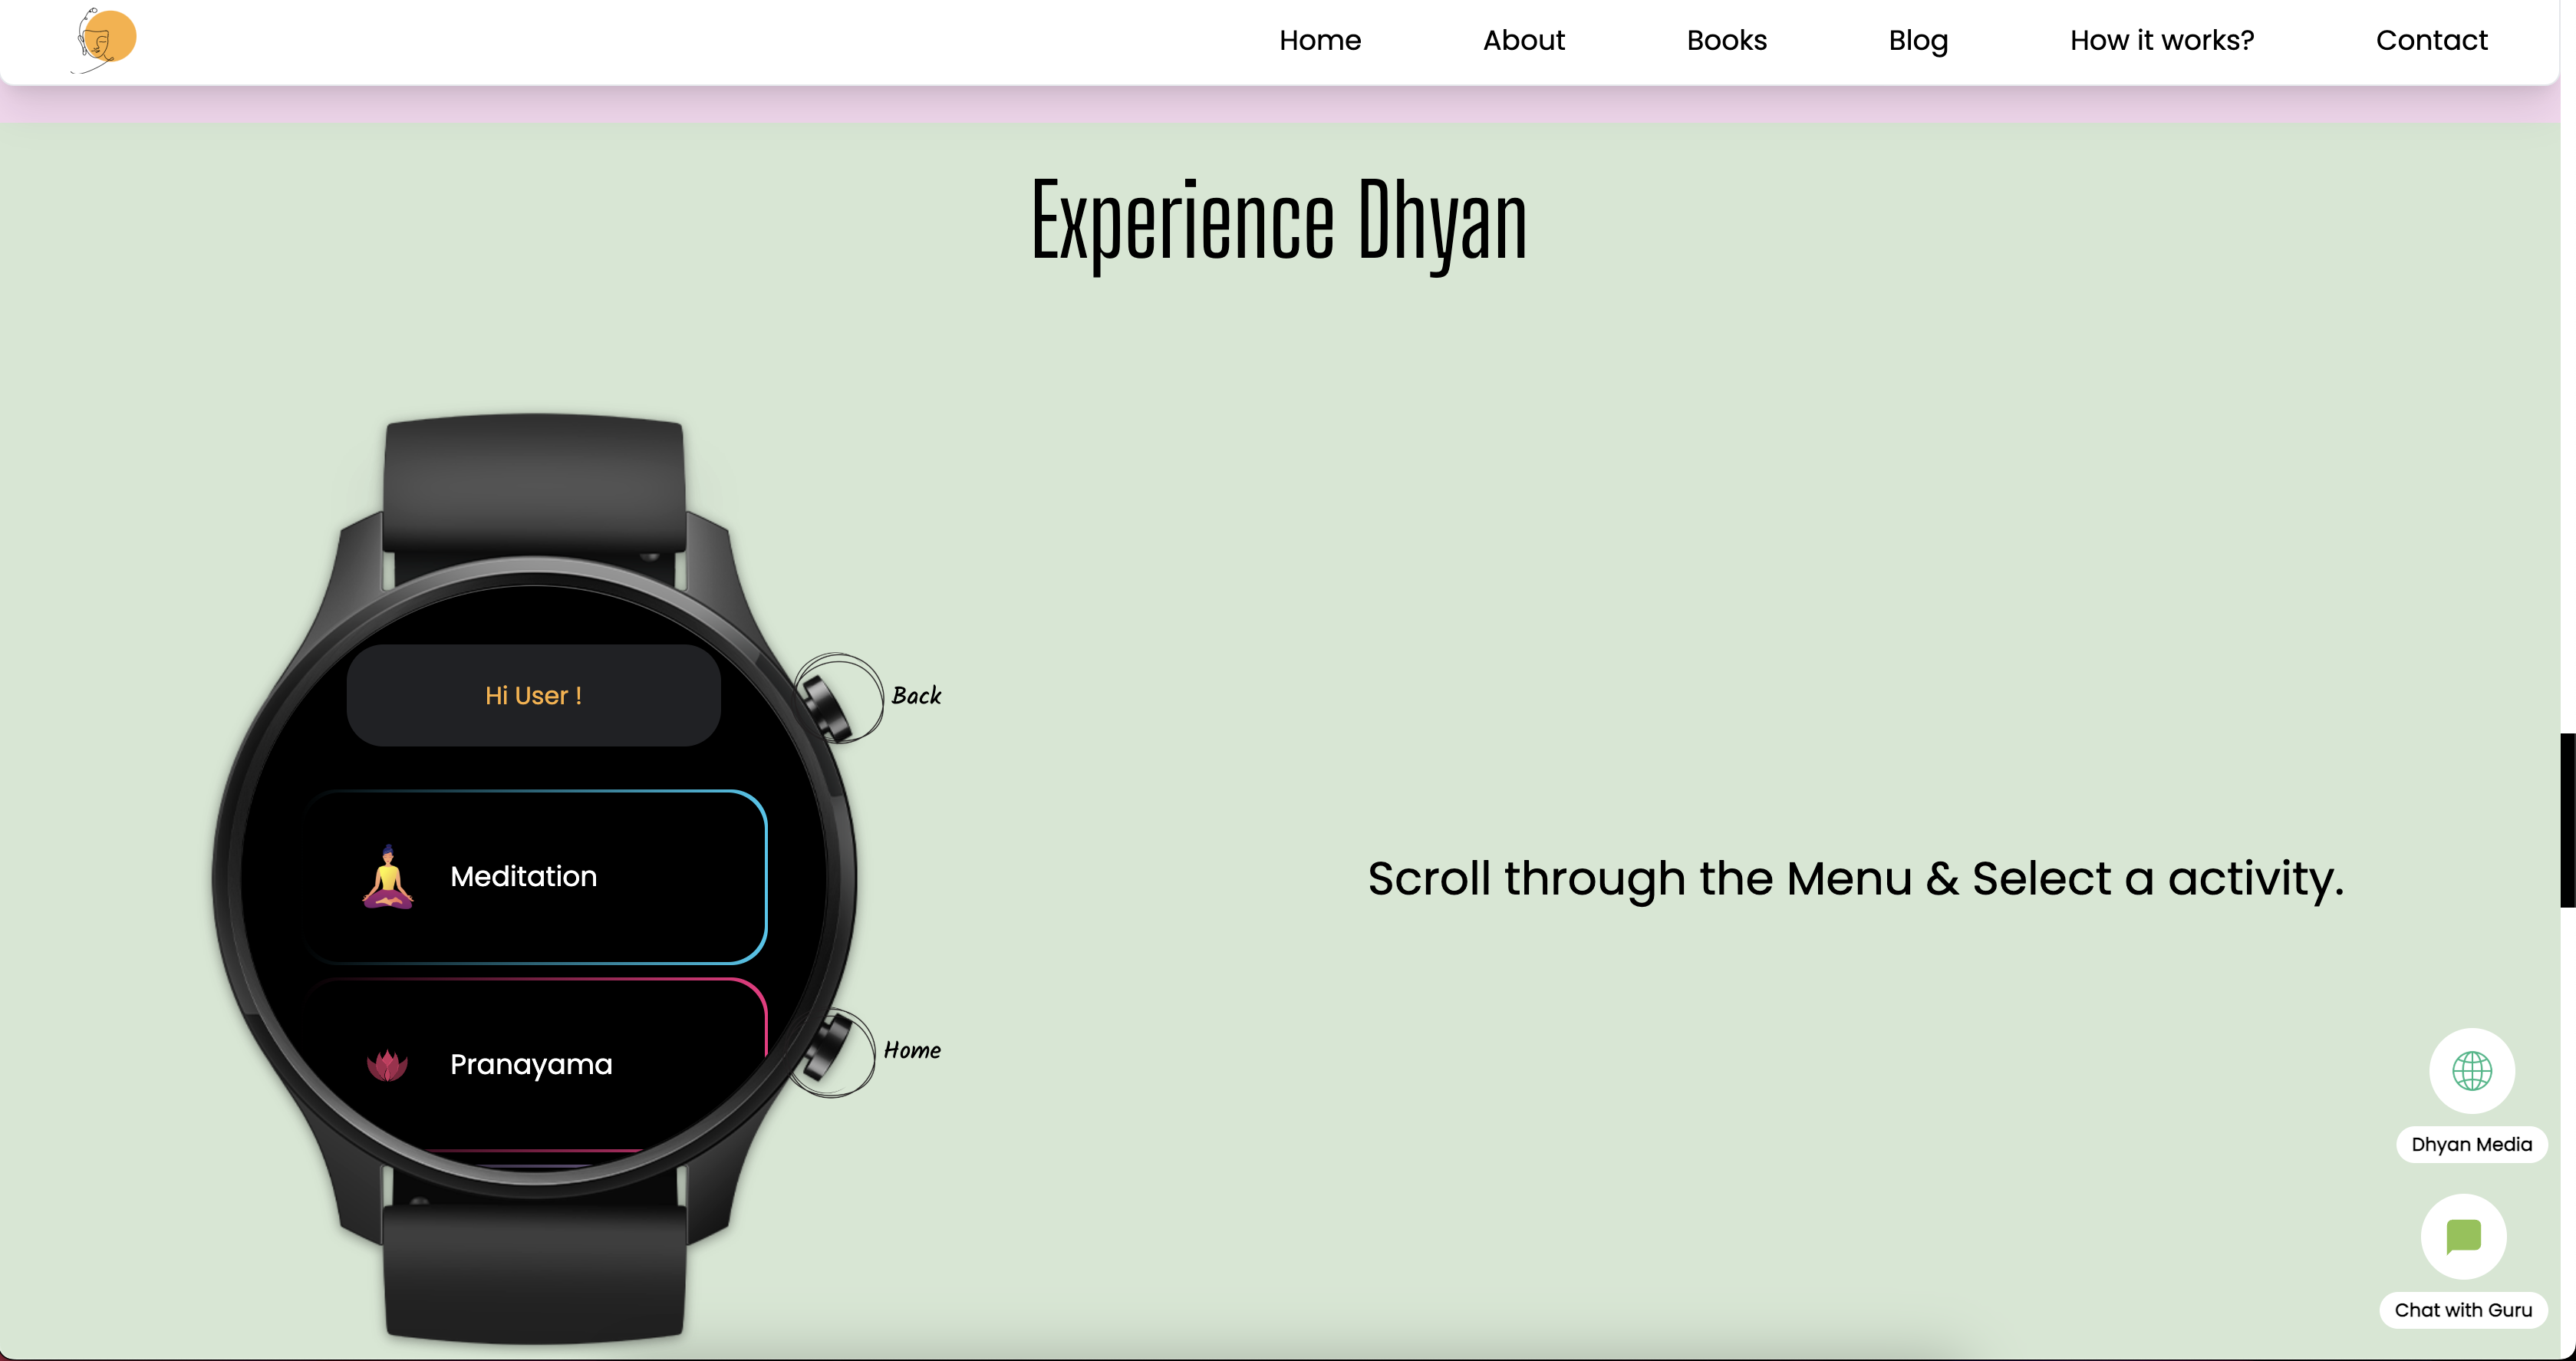 Home About Books Blog How it works? Contact
Experience Dhyan
Hi User !
Back
Meditation
Scroll through the Menu & Select a activity.
Home
Pranayama
Dhyan Media
Chat with Guru